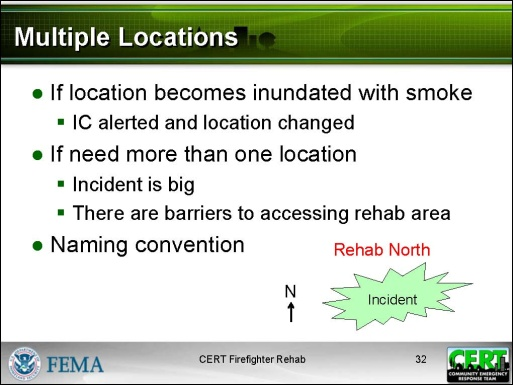 Multiple Locations
● If location becomes inundated with smoke
▪ IC alerted and location changed
● If need more than one location
▪ Incident is big
▪ There are barriers to accessing rehab area
● Naming convention
Rehab North
N
Incident
FEMA
CERT Firefighter Rehab
32
CERT
COMMUNITY EMERGENCY
RESPONSE TEAM